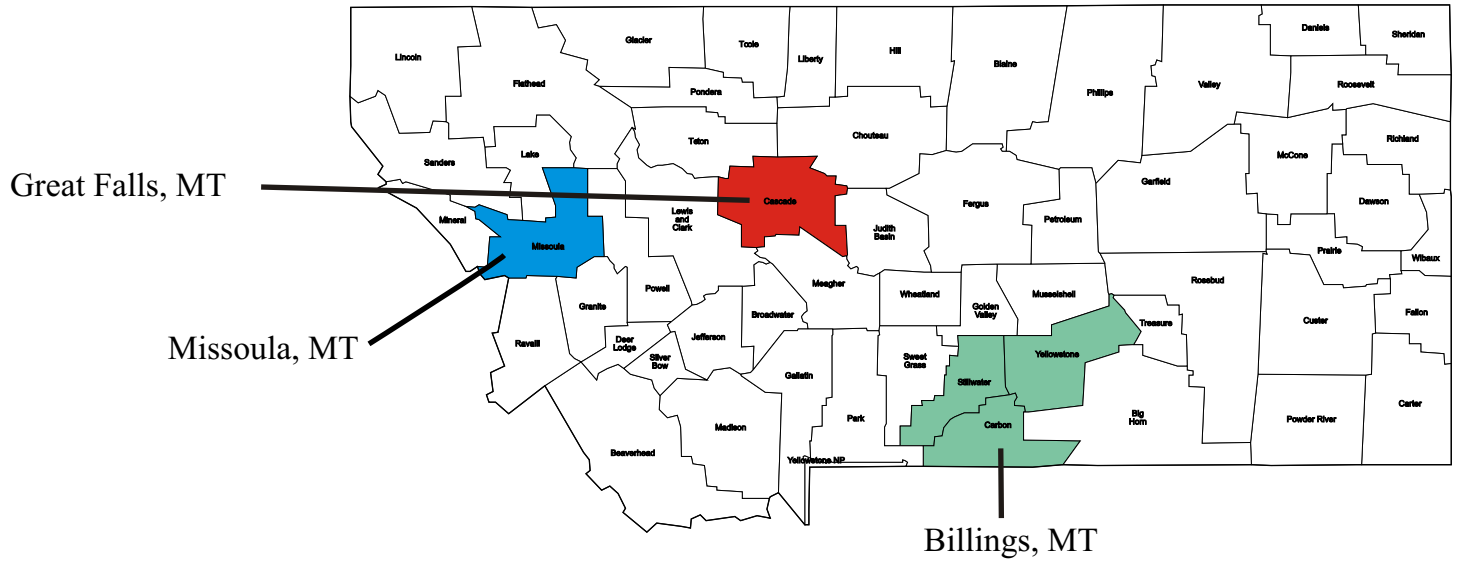 Daniels
Sheridan
Glacier
Toole
Hill
Lincoln
Liberty
Blaine
Flathead
Valley
Roosevelt
Pondera
Phillips
Chouteau
Richland
Teton
Lake
McCone
Sanders
Garfield
Great Falls, MT
Cascade
Fergus
Dawson
Mineral
Lewis
and
Clark
Petroleum
Judith
Basin
Missoula
Prairie
Wibaux
Meagher
Rosebud
Powell
Wheatland
Musselshell
Granite
Golden
Valley
Broadwater
Fallon
Custer
Treasure
Jefferson
Missoula, MT
Ravalli
Deer
Lodge
Yellowstone
Silver
Bow
Sweet
Grass
Gallatin
Stillwater
Carter
Big
Horn
Park
Powder River
Carbon
Madison
Beaverhead
Yellowstone NP
Billings, MT